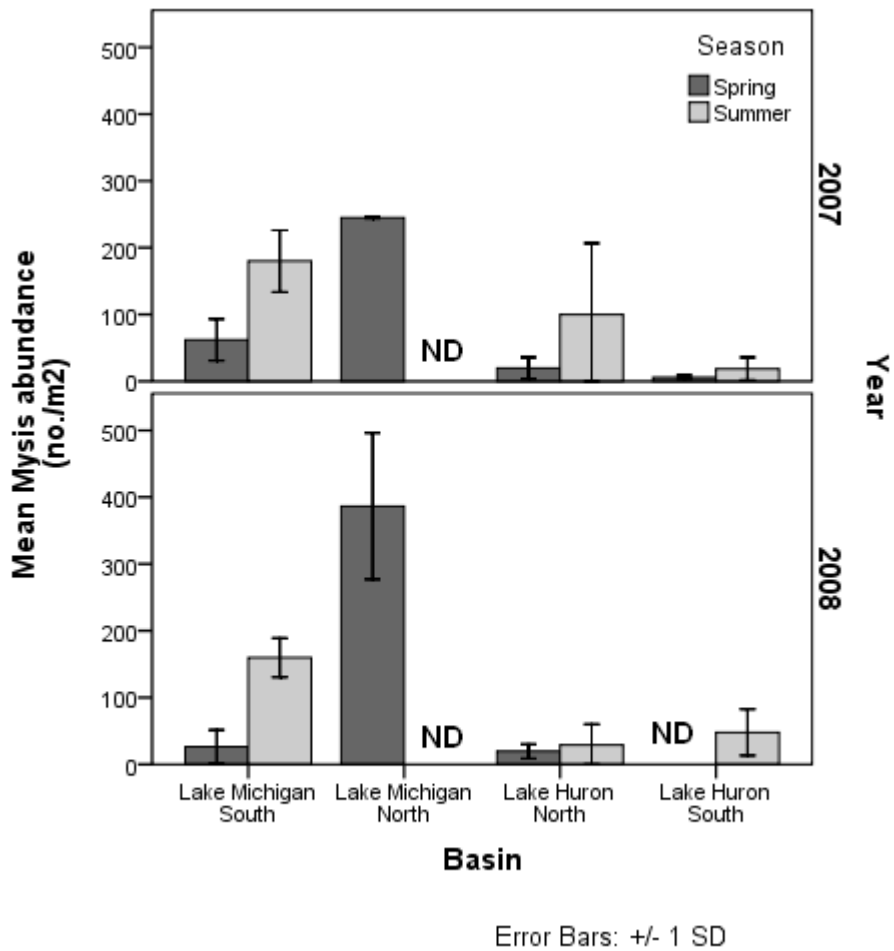 Season
Spring
Summer
500
400
300
200
100
0
ND
2007
500
400
300
200
100
0
ND
ND
2008
Mean Mysis abundance
(no./m2)
Year
Lake Michigan
South
Lake Michigan
North
Lake Huron
North
Lake Huron
South
Basin
Error Bars: +/- 1 SD